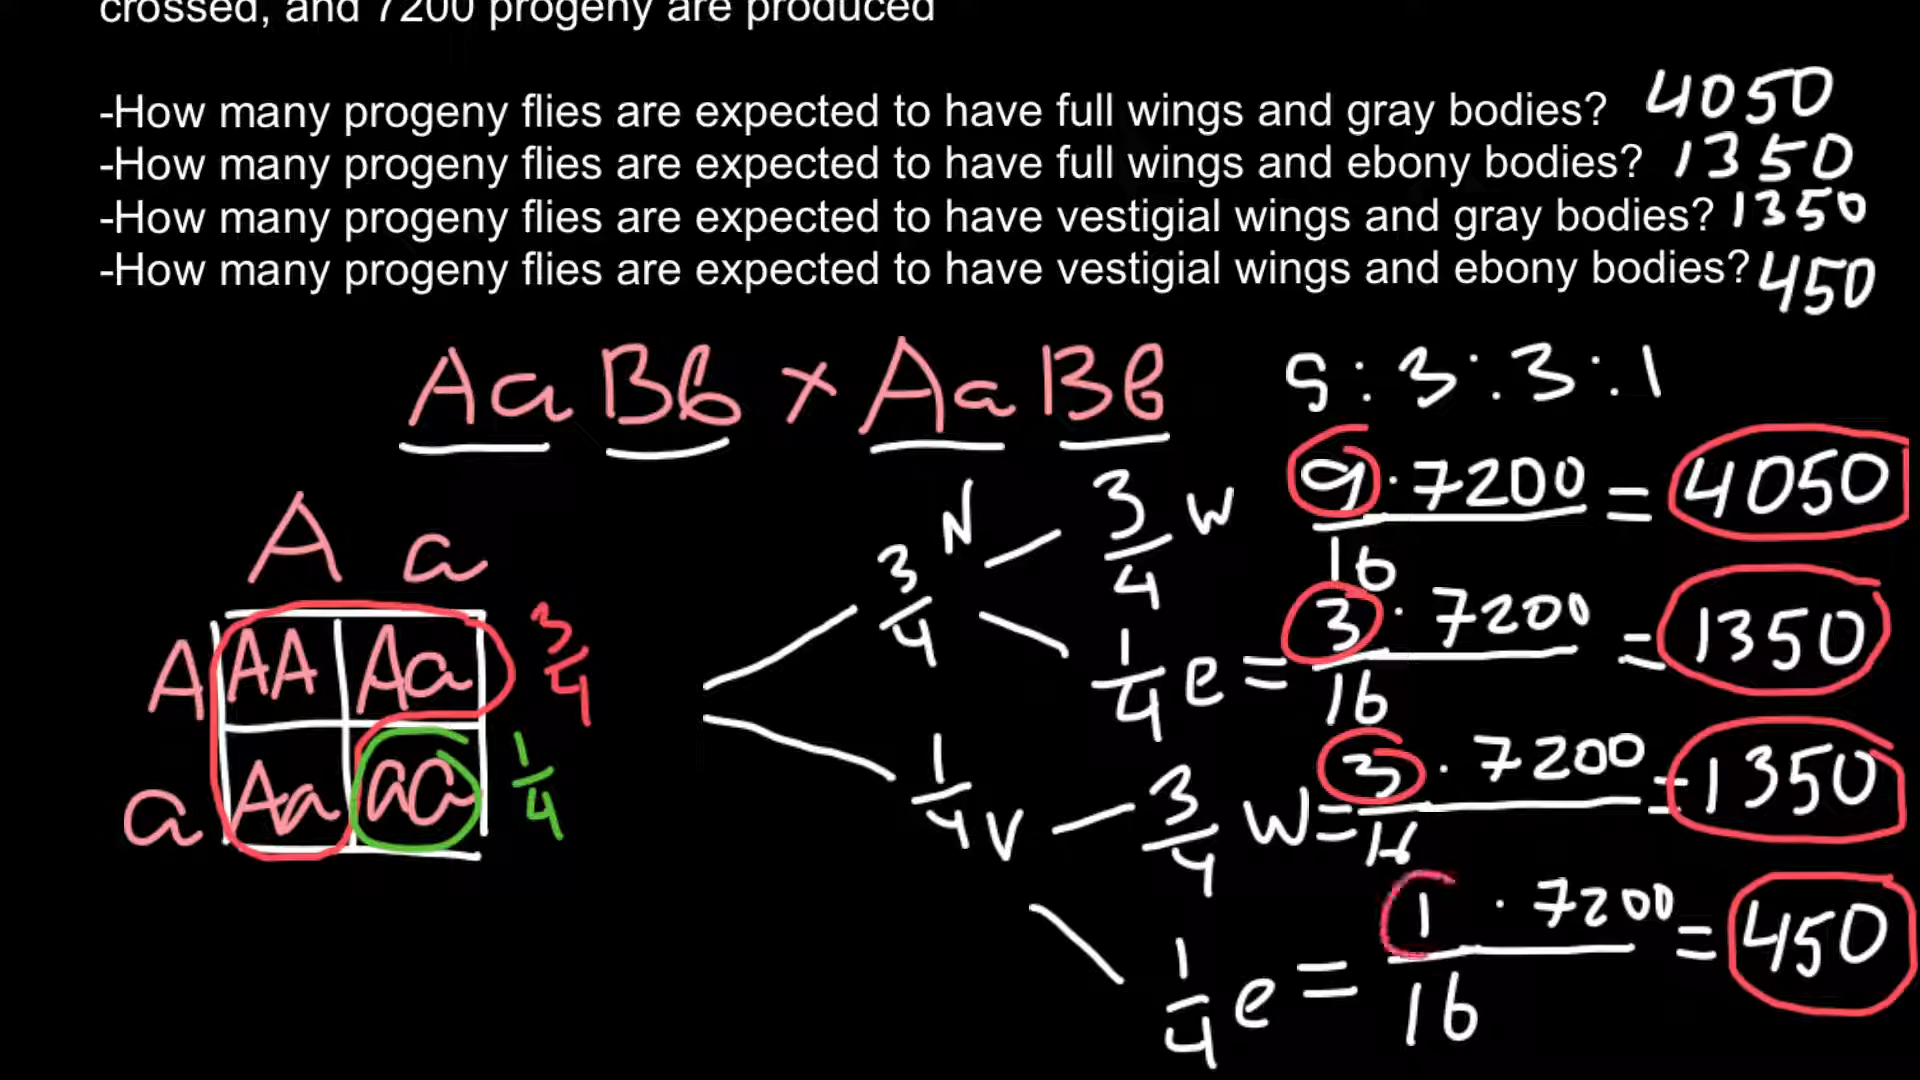 crossed, and 7200 progeny are produced
-How many progeny flies are expected to have full wings and gray bodies? 4050
-How many progeny flies are expected to have full wings and ebony bodies? 1350
-How many progeny flies are expected to have vestigial wings and gray bodies? 1350
-How many progeny flies are expected to have vestigial wings and ebony bodies? 450
Aa Bb × Aa Bb
9:3:3:1
A a
A AA Aa 3/4
a Aa aa 1/4
3/4 N
3/4 W
9 · 7200 / 16 = 4050
1/4 e = 3 · 7200 / 16 = 1350
1/4 V
3/4 W = 3 · 7200 / 16 = 1350
1/4 e = 1 · 7200 / 16 = 450